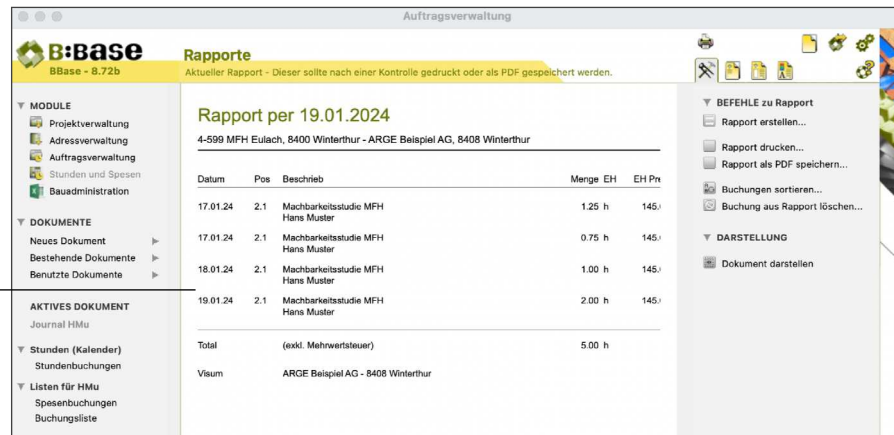 Auftragsverwaltung
B:Base
BBase - 8.72b
Rapporte
Aktueller Rapport - Dieser sollte nach einer Kontrolle gedruckt oder als PDF gespeichert werden.
MODULE
Projektverwaltung
Adressverwaltung
Auftragsverwaltung
Stunden und Spesen
Bauadministration
DOKUMENTE
Neues Dokument
Bestehende Dokumente
Benutzte Dokumente
AKTIVES DOKUMENT
Journal HMu
Stunden (Kalender)
Stundenbuchungen
Listen für HMu
Spesenbuchungen
Buchungsliste
Rapport per 19.01.2024
4-599 MFH Eulach, 8400 Winterthur - ARGE Beispiel AG, 8408 Winterthur
Datum Pos Beschrieb Menge EH EH Pre
17.01.24 2.1 Machbarkeitsstudie MFH 1.25 h 145.
Hans Muster
17.01.24 2.1 Machbarkeitsstudie MFH 0.75 h 145.
Hans Muster
18.01.24 2.1 Machbarkeitsstudie MFH 1.00 h 145.
Hans Muster
19.01.24 2.1 Machbarkeitsstudie MFH 2.00 h 145.
Hans Muster
Total (exkl. Mehrwertsteuer) 5.00 h
Visum ARGE Beispiel AG - 8408 Winterthur
BEFEHLE zu Rapport
Rapport erstellen...
Rapport drucken...
Rapport als PDF speichern...
Buchungen sortieren...
Buchung aus Rapport löschen...
DARSTELLUNG
Dokument darstellen